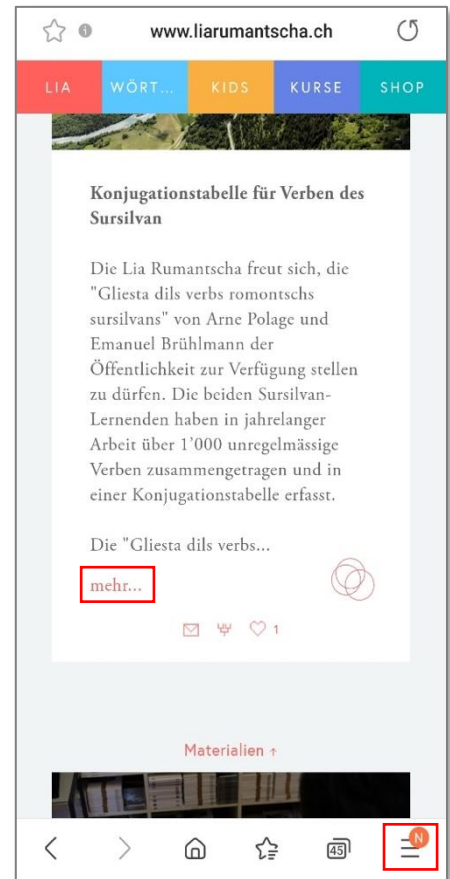 www.liarumantscha.ch
LIA WÖRT... KIDS KURSE SHOP
Konjugationstabelle für Verben des
Sursilvan
Die Lia Rumantscha freut sich, die
"Gliesta dils verbs romontschs
sursilvans" von Arne Polage und
Emanuel Brühlmann der
Öffentlichkeit zur Verfügung stellen
zu dürfen. Die beiden Sursilvan-
Lernenden haben in jahrelanger
Arbeit über 1’000 unregelmässige
Verben zusammengetragen und in
einer Konjugationstabelle erfasst.
Die "Gliesta dils verbs...
mehr...
1
Materialien ↑
45 N